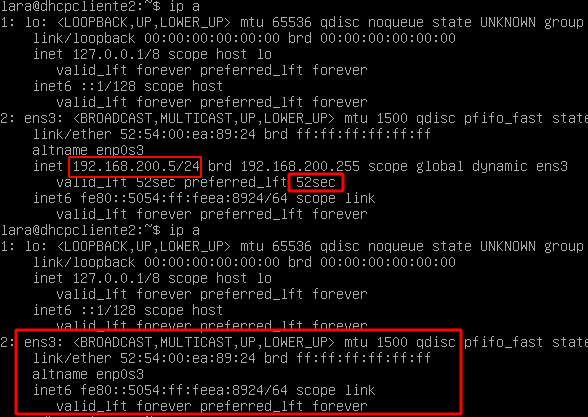 lara@dhcpcliente2:~$ ip a
1: lo: <LOOPBACK,UP,LOWER_UP> mtu 65536 qdisc noqueue state UNKNOWN group
link/loopback 00:00:00:00:00:00 brd 00:00:00:00:00:00
inet 127.0.0.1/8 scope host lo
valid_lft forever preferred_lft forever
inet6 ::1/128 scope host
valid_lft forever preferred_lft forever
2: ens3: <BROADCAST,MULTICAST,UP,LOWER_UP> mtu 1500 qdisc pfifo_fast state
link/ether 52:54:00:ea:89:24 brd ff:ff:ff:ff:ff:ff
altname enp0s3
inet 192.168.200.5/24 brd 192.168.200.255 scope global dynamic ens3
valid_lft 52sec preferred_lft 52sec
inet6 fe80::5054:ff:feea:8924/64 scope link
valid_lft forever preferred_lft forever
lara@dhcpcliente2:~$ ip a
1: lo: <LOOPBACK,UP,LOWER_UP> mtu 65536 qdisc noqueue state UNKNOWN group
link/loopback 00:00:00:00:00:00 brd 00:00:00:00:00:00
inet 127.0.0.1/8 scope host lo
valid_lft forever preferred_lft forever
inet6 ::1/128 scope host
valid_lft forever preferred_lft forever
2: ens3: <BROADCAST,MULTICAST,UP,LOWER_UP> mtu 1500 qdisc pfifo_fast state
link/ether 52:54:00:ea:89:24 brd ff:ff:ff:ff:ff:ff
altname enp0s3
inet6 fe80::5054:ff:feea:8924/64 scope link
valid_lft forever preferred_lft forever